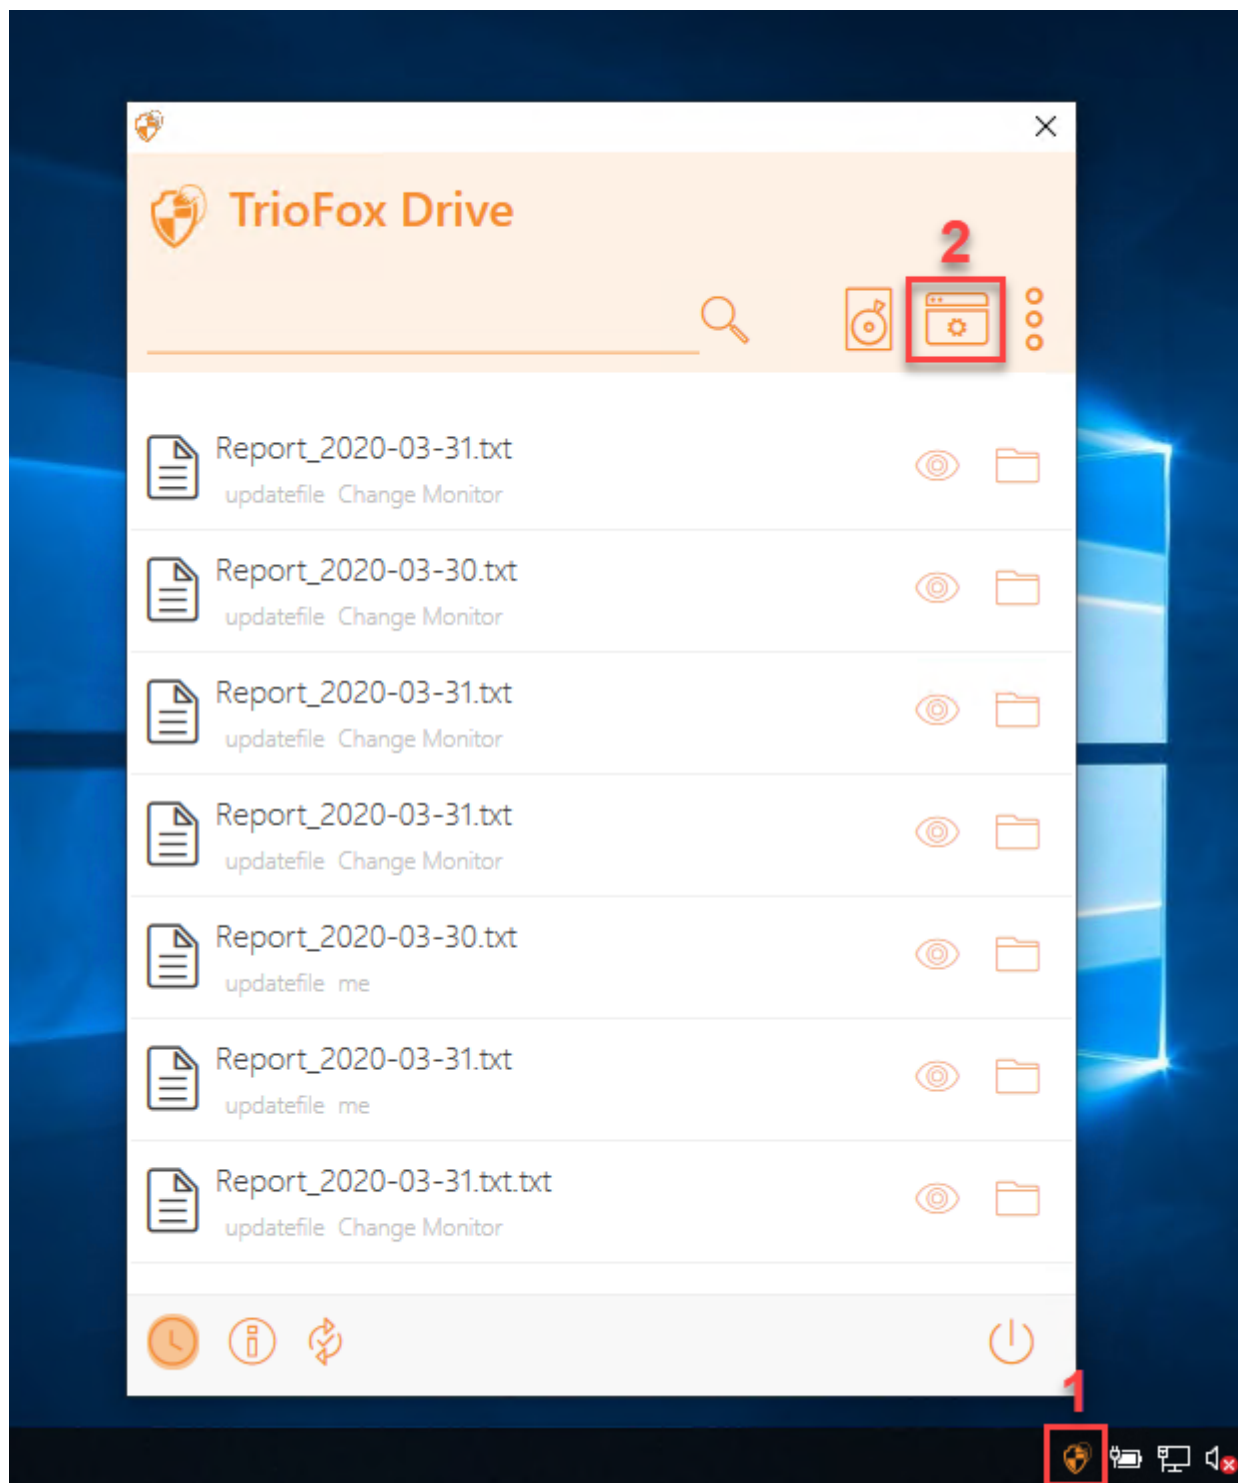 TrioFox Drive
2
Report_2020-03-31.txt
updatefile Change Monitor
Report_2020-03-30.txt
updatefile Change Monitor
Report_2020-03-31.txt
updatefile Change Monitor
Report_2020-03-31.txt
updatefile Change Monitor
Report_2020-03-30.txt
updatefile me
Report_2020-03-31.txt
updatefile me
Report_2020-03-31.txt.txt
updatefile Change Monitor
1